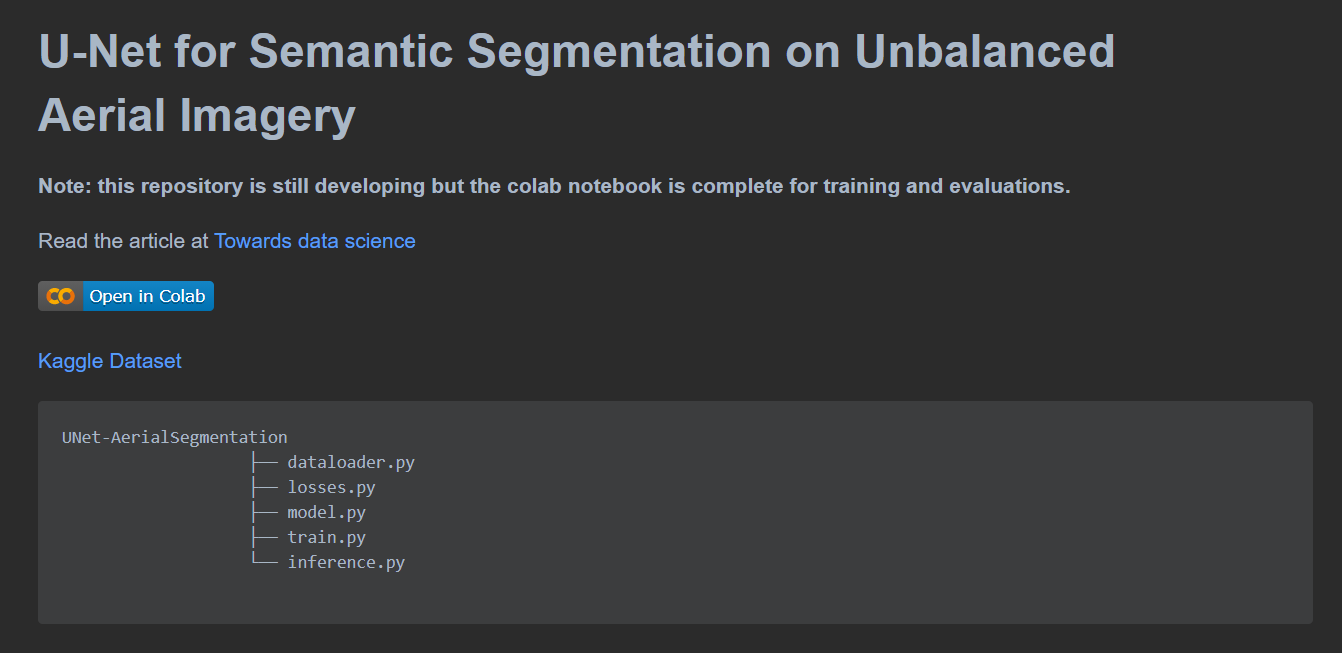 U-Net for Semantic Segmentation on Unbalanced
Aerial Imagery
Note: this repository is still developing but the colab notebook is complete for training and evaluations.
Read the article at Towards data science
Open in Colab
Kaggle Dataset
UNet-AerialSegmentation
├── dataloader.py
├── losses.py
├── model.py
├── train.py
└── inference.py